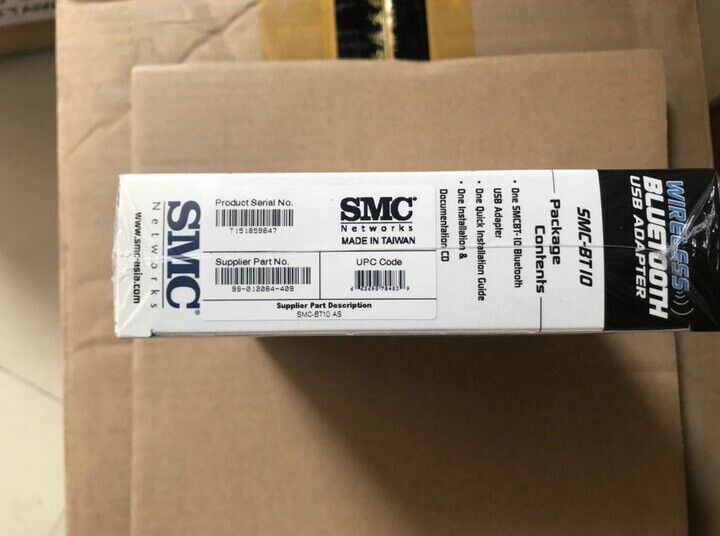 WIRELESS
BLUETOOTH
USB ADAPTER
SMC-BT10
Package
Contents
• One SMCBT-10 Bluetooth
USB Adapter
• One Quick Installation Guide
• One Installation &
Documentation CD
Product Serial No.
T151859847
SMC®
Networks
MADE IN TAIWAN
Supplier Part No.
99-012084-409
UPC Code
Supplier Part Description
SMC-BT10 AS
SMC®
Networks
www.smc-asia.com